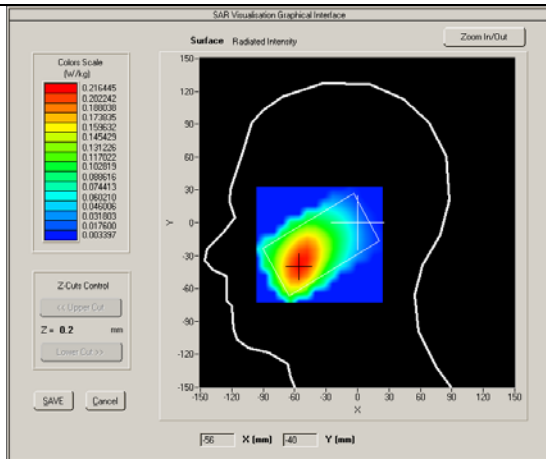 SAR Visualisation Graphical Interface
Surface Radiated Intensity
Zoom In/Out
Colors Scale
(W/kg)
0.216445
0.202242
0.188038
0.173835
0.159632
0.145429
0.131226
0.117022
0.102819
0.088616
0.074413
0.060210
0.046006
0.031803
0.017600
0.003397
Z-Cuts Control
<< Upper Cut
Z = 0.2 mm
Lower Cut >>
SAVE Cancel
150
120
90
60
30
0
-30
-60
-90
-120
-150
Y
-150 -120 -90 -60 -30 0 30 60 90 120 150
X
-56 X (mm) -40 Y (mm)